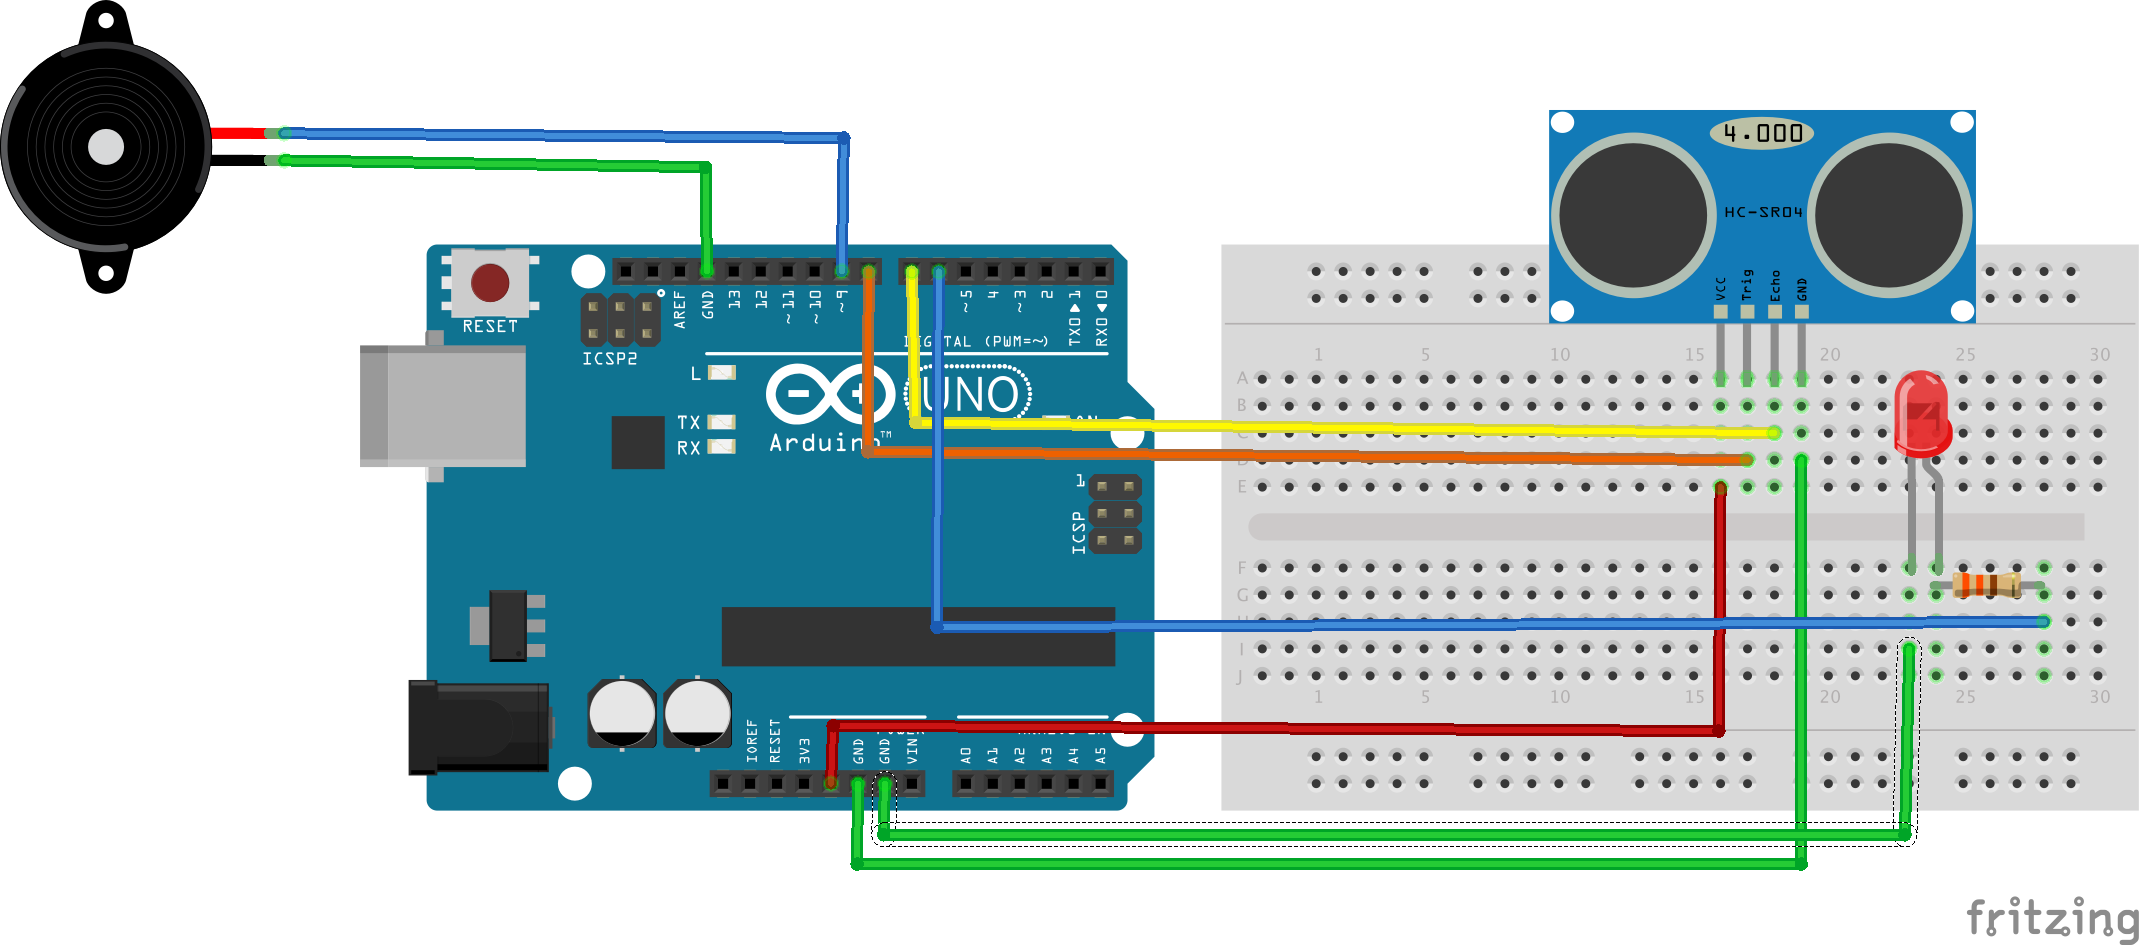 4.000
HC-SR04
VCC
Trig
Echo
GND
RESET
ICSP2
AREF
GND
13
12
~11
~10
~9
~5
4
~3
2
TX0▶1
RX0◀0
DIGITAL (PWM=~)
L
TX
RX
UNO
Arduino™
ON
1
ICSP
1 5 10 15 20 25 30
A
B
C
D
E
F
G
H
I
J
1 5 10 15 20 25 30
IOREF
RESET
3V3
GND
GND
VIN
A0
A1
A2
A3
A4
A5
fritzing